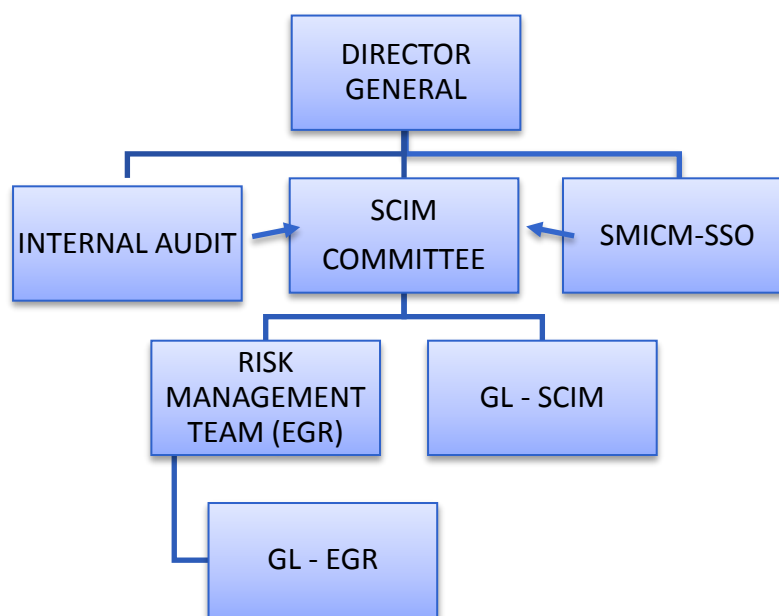 DIRECTOR
GENERAL
INTERNAL AUDIT
SCIM
COMMITTEE
SMICM-SSO
RISK
MANAGEMENT
TEAM (EGR)
GL - SCIM
GL - EGR